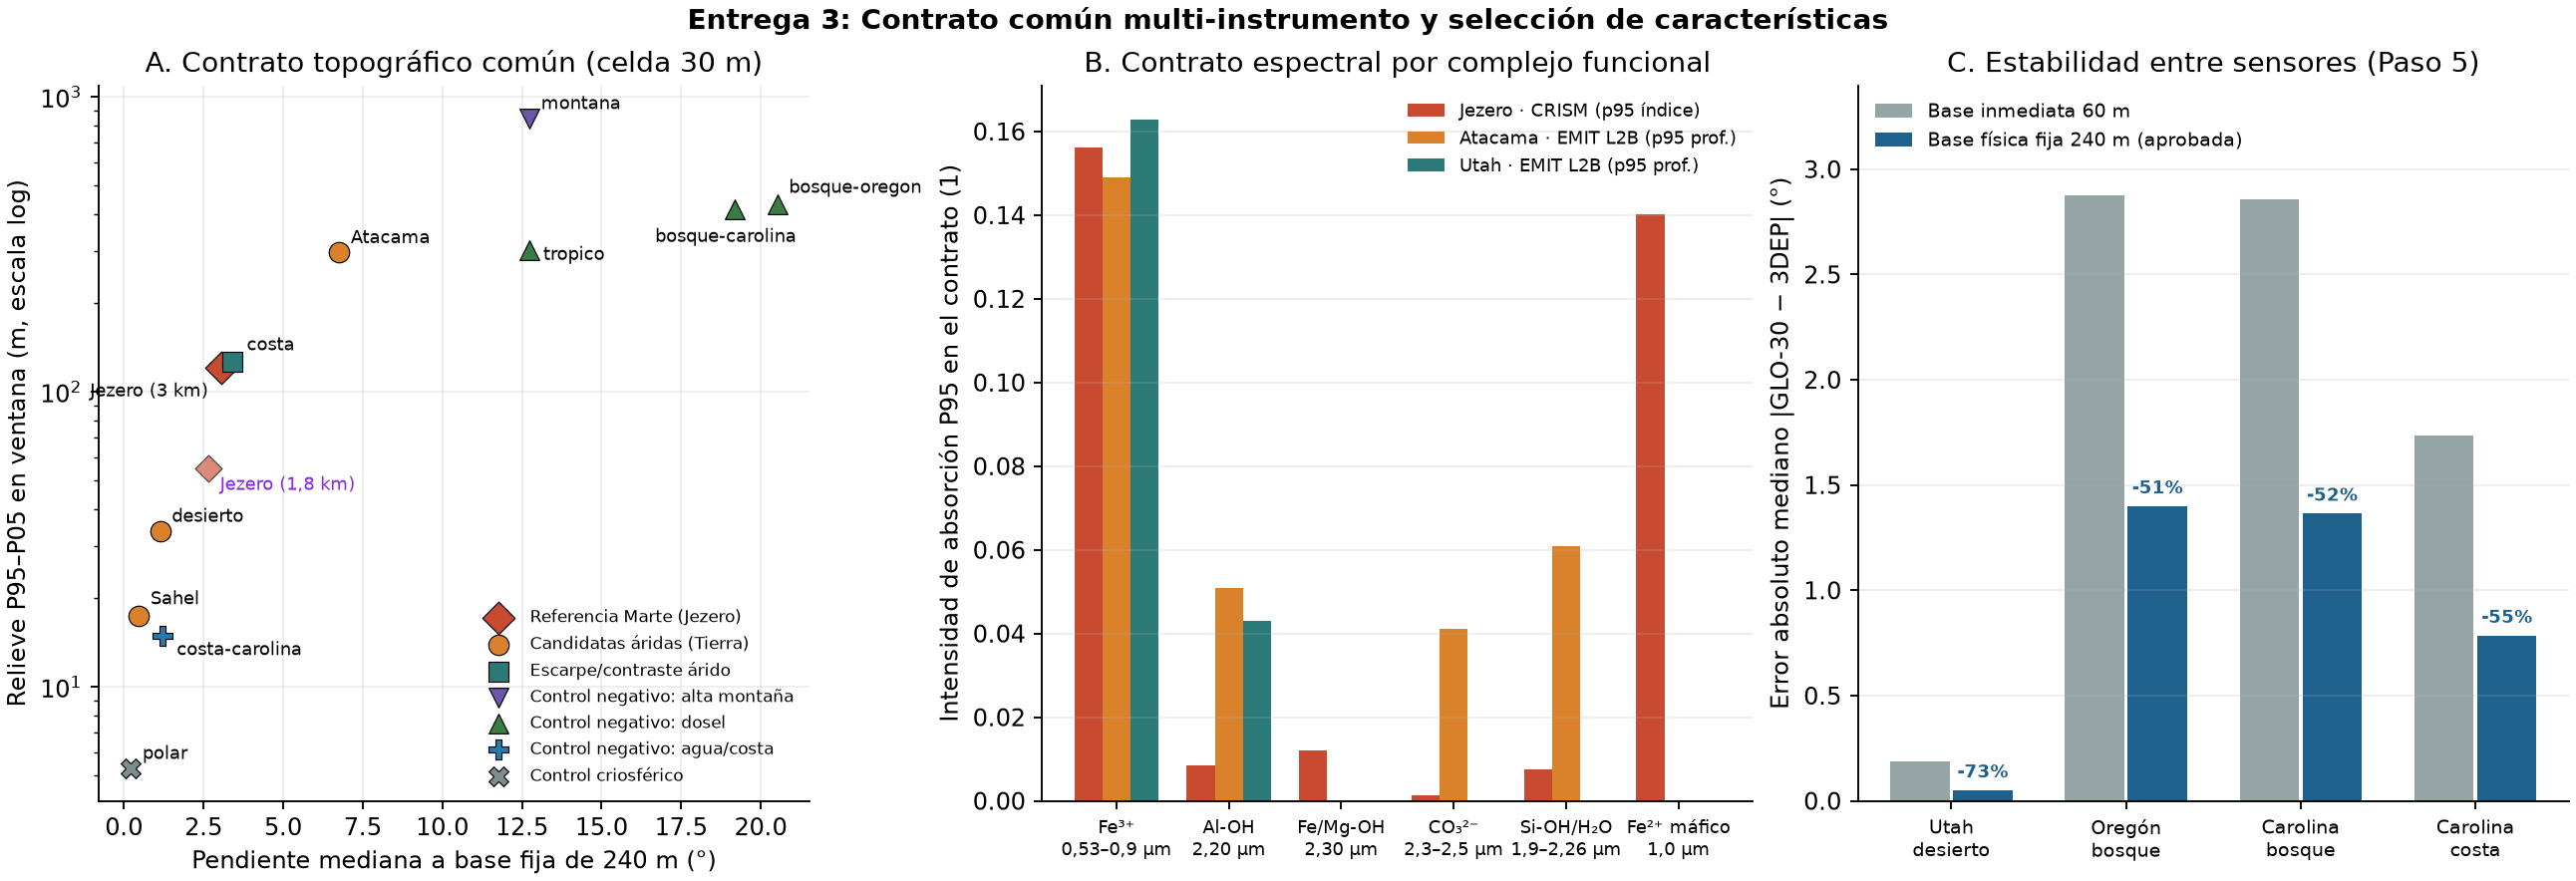 Entrega 3: Contrato común multi-instrumento y selección de características
A. Contrato topográfico común (celda 30 m)
Relieve P95–P05 en ventana (m, escala log)
10³
10²
10¹
montana
bosque-oregon
bosque-carolina
tropico
Atacama
costa
Jezero (3 km)
Jezero (1,8 km)
desierto
Sahel
costa-carolina
polar
Referencia Marte (Jezero)
Candidatas áridas (Tierra)
Escarpe/contraste árido
Control negativo: alta montaña
Control negativo: dosel
Control negativo: agua/costa
Control criosférico
0.0 2.5 5.0 7.5 10.0 12.5 15.0 17.5 20.0
Pendiente mediana a base fija de 240 m (°)
B. Contrato espectral por complejo funcional
Intensidad de absorción P95 en el contrato (1)
0.16
0.14
0.12
0.10
0.08
0.06
0.04
0.02
0.00
Jezero · CRISM (p95 índice)
Atacama · EMIT L2B (p95 prof.)
Utah · EMIT L2B (p95 prof.)
Fe³⁺ Al-OH Fe/Mg-OH CO₃²⁻ Si-OH/H₂O Fe²⁺ máfico
0,53–0,9 µm 2,20 µm 2,30 µm 2,3–2,5 µm 1,9–2,26 µm 1,0 µm
C. Estabilidad entre sensores (Paso 5)
Error absoluto mediano |GLO-30 − 3DEP| (°)
3.0
2.5
2.0
1.5
1.0
0.5
0.0
Base inmediata 60 m
Base física fija 240 m (aprobada)
-73%
-51%
-52%
-55%
Utah Oregón Carolina Carolina
desierto bosque bosque costa